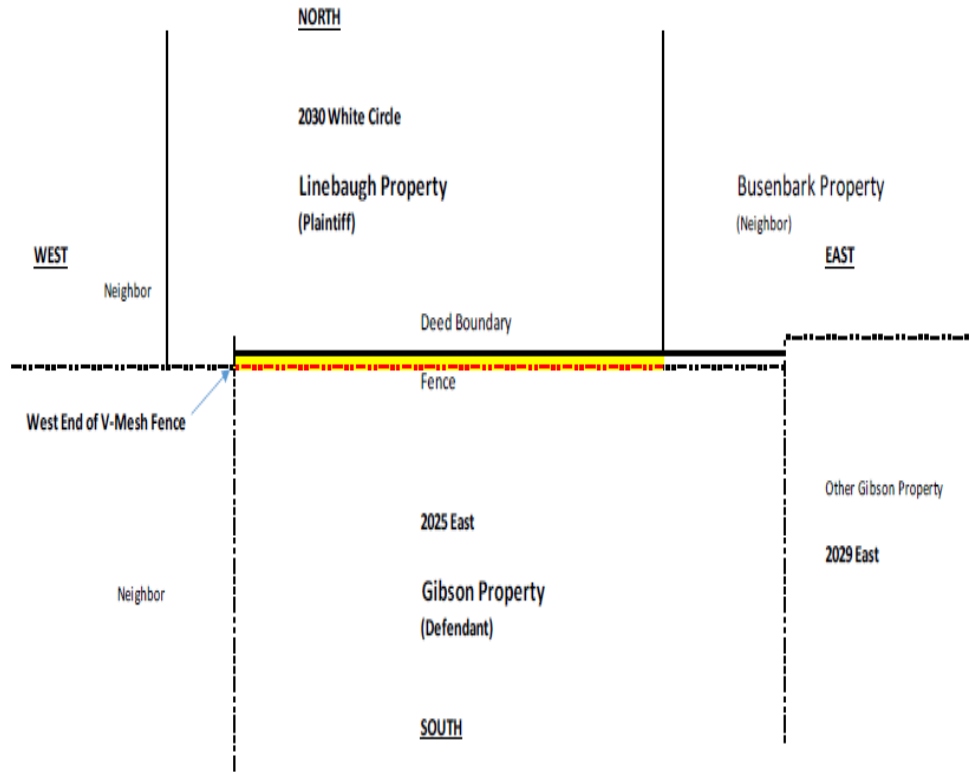 NORTH
2030 White Circle
Linebaugh Property
(Plaintiff)
Busenbark Property
(Neighbor)
WEST
EAST
Neighbor
Deed Boundary
Fence
West End of V-Mesh Fence
Other Gibson Property
2025 East
2029 East
Neighbor
Gibson Property
(Defendant)
SOUTH